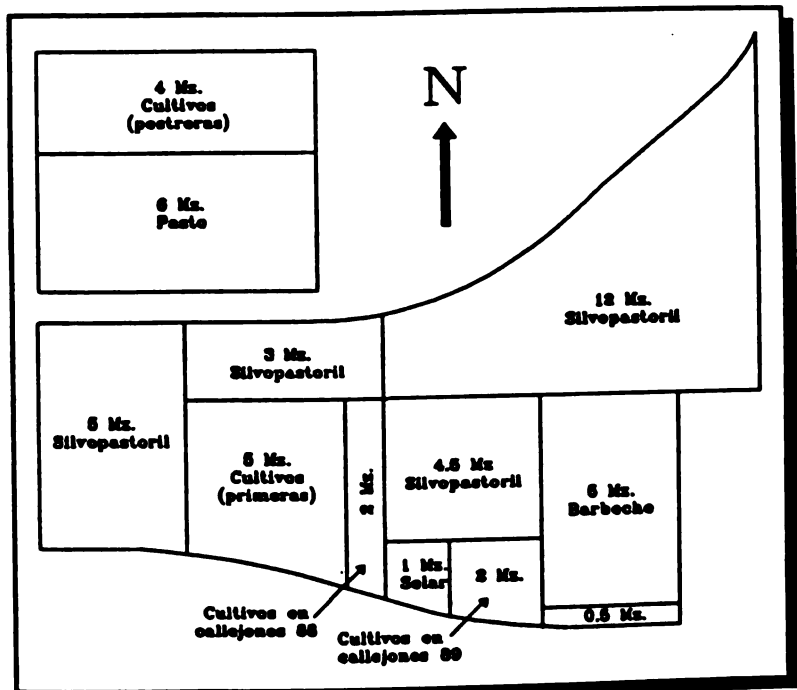 4 Mz.
Cultivos
(postreras)
6 Mz.
Pasto
N
12 Mz.
Silvopastoril
3 Mz.
Silvopastoril
5 Mz.
Silvopastoril
5 Mz.
Cultivos
(primeras)
2 Mz.
4.5 Mz
Silvopastoril
6 Mz.
Barbecho
1 Mz.
Solar
2 Mz.
0.5 Mz.
Cultivos en
callejones 88
Cultivos en
callejones 89